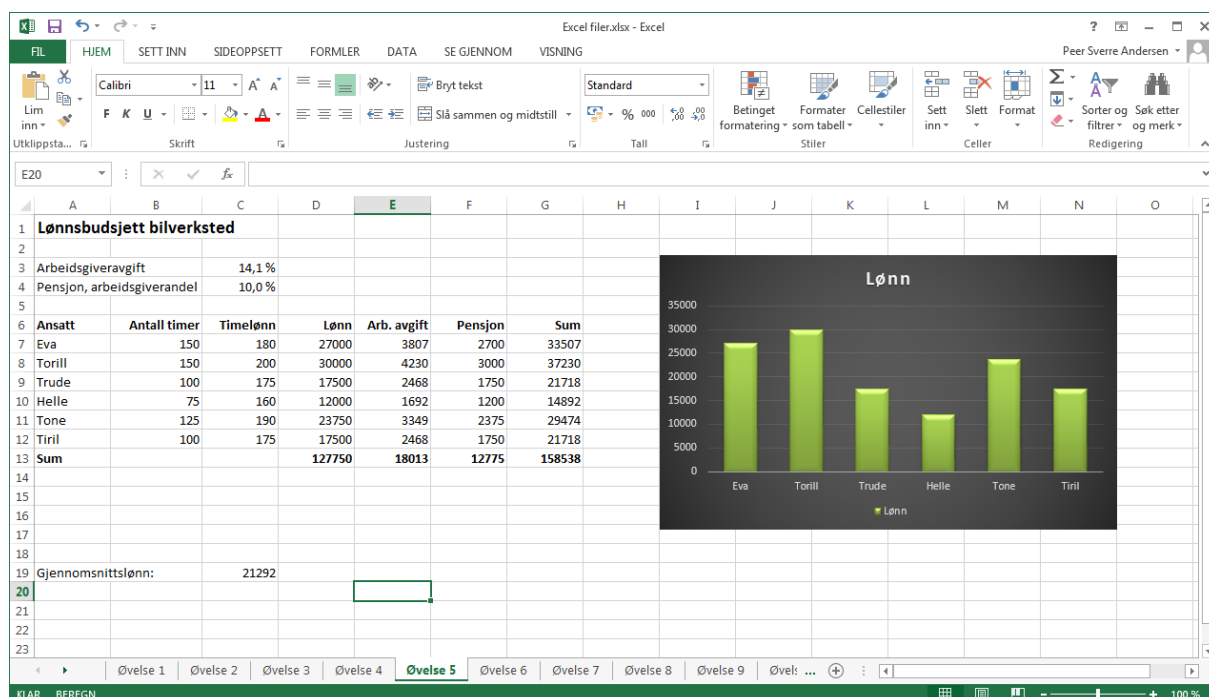 Excel filer.xlsx - Excel
FIL HJEM SETT INN SIDEOPPSETT FORMLER DATA SE GJENNOM VISNING Peer Sverre Andersen
Lim inn
Calibri 11
F K U
Bryt tekst
Slå sammen og midtstill
Standard
% 000
Betinget formatering
Formater som tabell
Cellestiler
Sett inn
Slett
Format
Sorter og filtrer
Søk etter og merk
Utklippsta... Skrift Justering Tall Stiler Celler Redigering
E20 fx
A B C D E F G H I J K L M N O
1 Lønnsbudsjett bilverksted
2
3 Arbeidsgiveravgift 14,1 %
4 Pensjon, arbeidsgiverandel 10,0 %
5
6 Ansatt Antall timer Timelønn Lønn Arb. avgift Pensjon Sum
7 Eva 150 180 27000 3807 2700 33507
8 Torill 150 200 30000 4230 3000 37230
9 Trude 100 175 17500 2468 1750 21718
10 Helle 75 160 12000 1692 1200 14892
11 Tone 125 190 23750 3349 2375 29474
12 Tiril 100 175 17500 2468 1750 21718
13 Sum 127750 18013 12775 158538
14
15
16
17
18
19 Gjennomsnittslønn: 21292
20
21
22
23
Lønn
35000
30000
25000
20000
15000
10000
5000
0
Eva Torill Trude Helle Tone Tiril
Lønn
Øvelse 1 Øvelse 2 Øvelse 3 Øvelse 4 Øvelse 5 Øvelse 6 Øvelse 7 Øvelse 8 Øvelse 9 Øvels ...
KLAR BEREGN 100 %